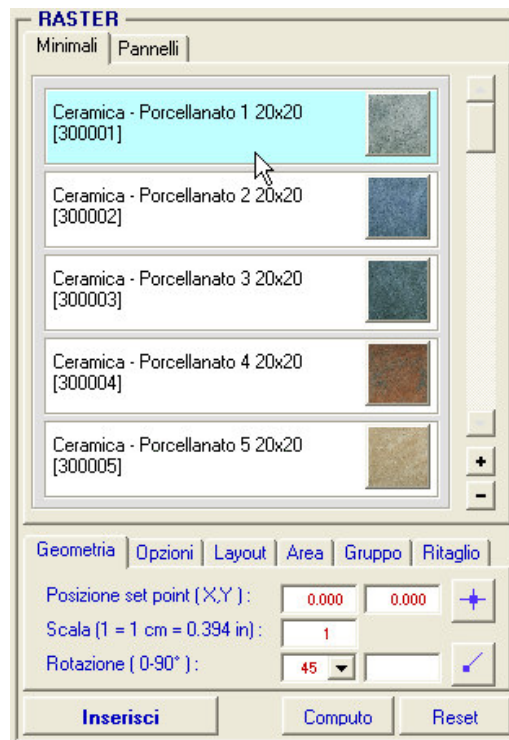 RASTER
Minimali Pannelli
Ceramica - Porcellanato 1 20x20
[300001]
Ceramica - Porcellanato 2 20x20
[300002]
Ceramica - Porcellanato 3 20x20
[300003]
Ceramica - Porcellanato 4 20x20
[300004]
Ceramica - Porcellanato 5 20x20
[300005]
+
-
Geometria Opzioni Layout Area Gruppo Ritaglio
Posizione set point ( X,Y ) : 0.000 0.000
Scala (1 = 1 cm = 0.394 in) : 1
Rotazione ( 0-90° ) : 45
Inserisci Computo Reset